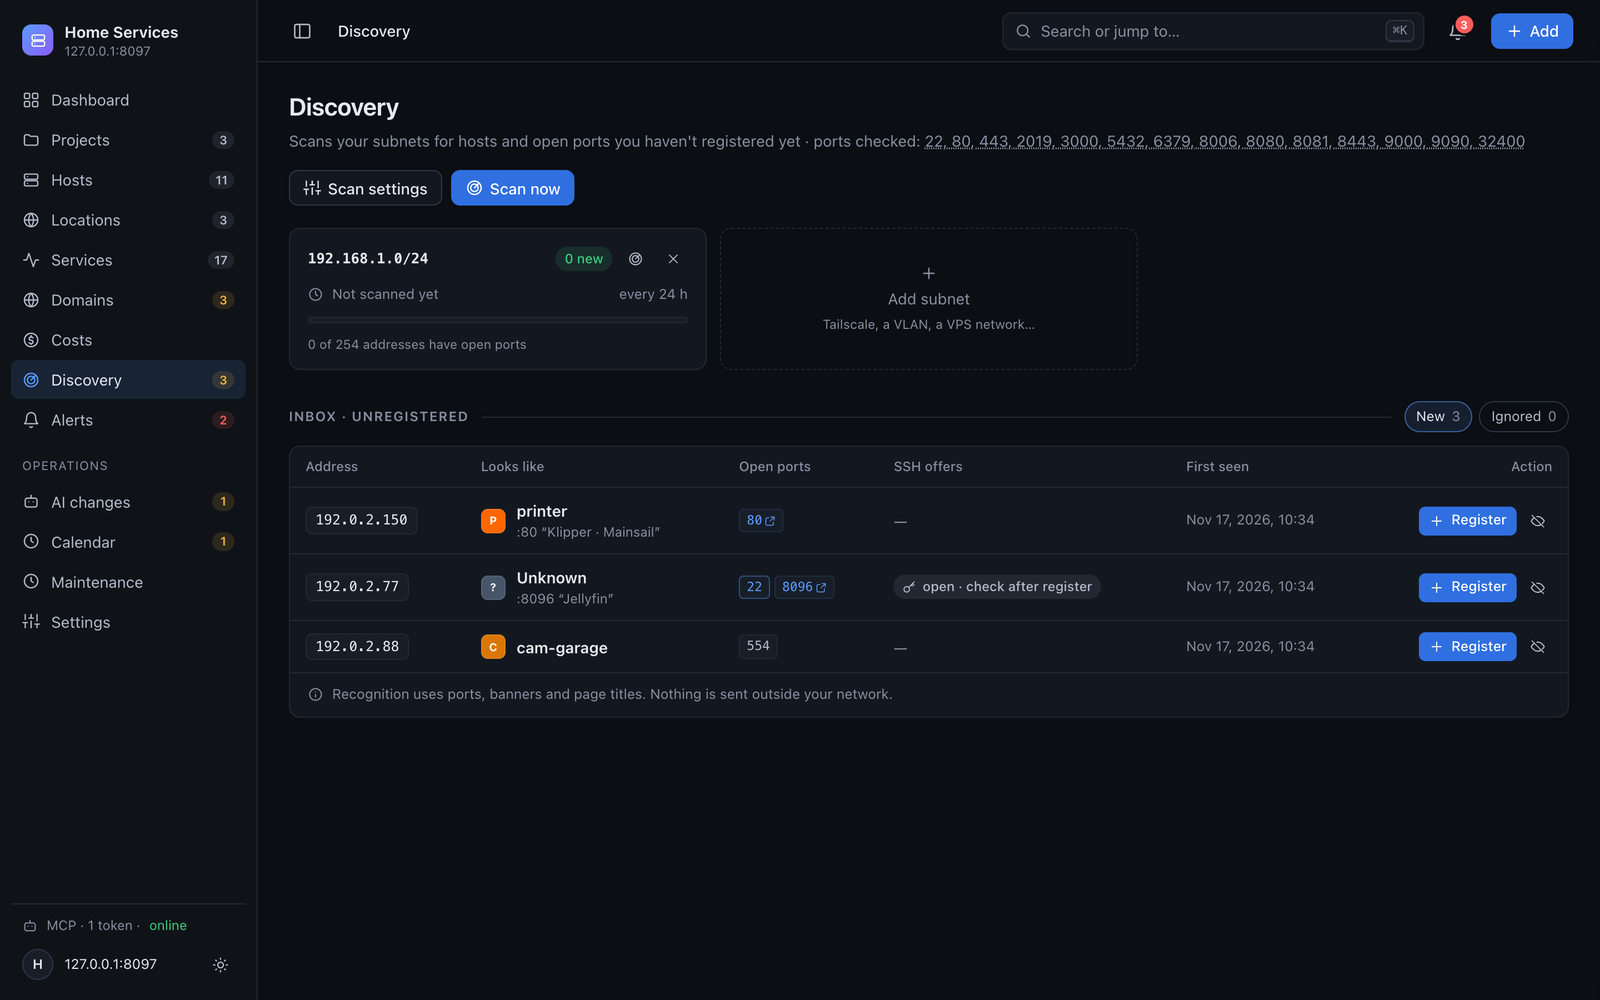 Home Services
127.0.0.1:8097
Dashboard
Projects 3
Hosts 11
Locations 3
Services 17
Domains 3
Costs
Discovery 3
Alerts 2
OPERATIONS
AI changes 1
Calendar 1
Maintenance
Settings
MCP · 1 token · online
H 127.0.0.1:8097
Discovery
Search or jump to... ⌘K
3
+ Add
Discovery
Scans your subnets for hosts and open ports you haven't registered yet · ports checked: 22, 80, 443, 2019, 3000, 5432, 6379, 8006, 8080, 8081, 8443, 9000, 9090, 32400
Scan settings
Scan now
192.168.1.0/24 0 new
Not scanned yet every 24 h
0 of 254 addresses have open ports
+
Add subnet
Tailscale, a VLAN, a VPS network...
INBOX · UNREGISTERED New 3 Ignored 0
Address Looks like Open ports SSH offers First seen Action
192.0.2.150 P printer 80 — Nov 17, 2026, 10:34 + Register
:80 “Klipper · Mainsail”
192.0.2.77 ? Unknown 22 8096 open · check after register Nov 17, 2026, 10:34 + Register
:8096 “Jellyfin”
192.0.2.88 C cam-garage 554 — Nov 17, 2026, 10:34 + Register
Recognition uses ports, banners and page titles. Nothing is sent outside your network.